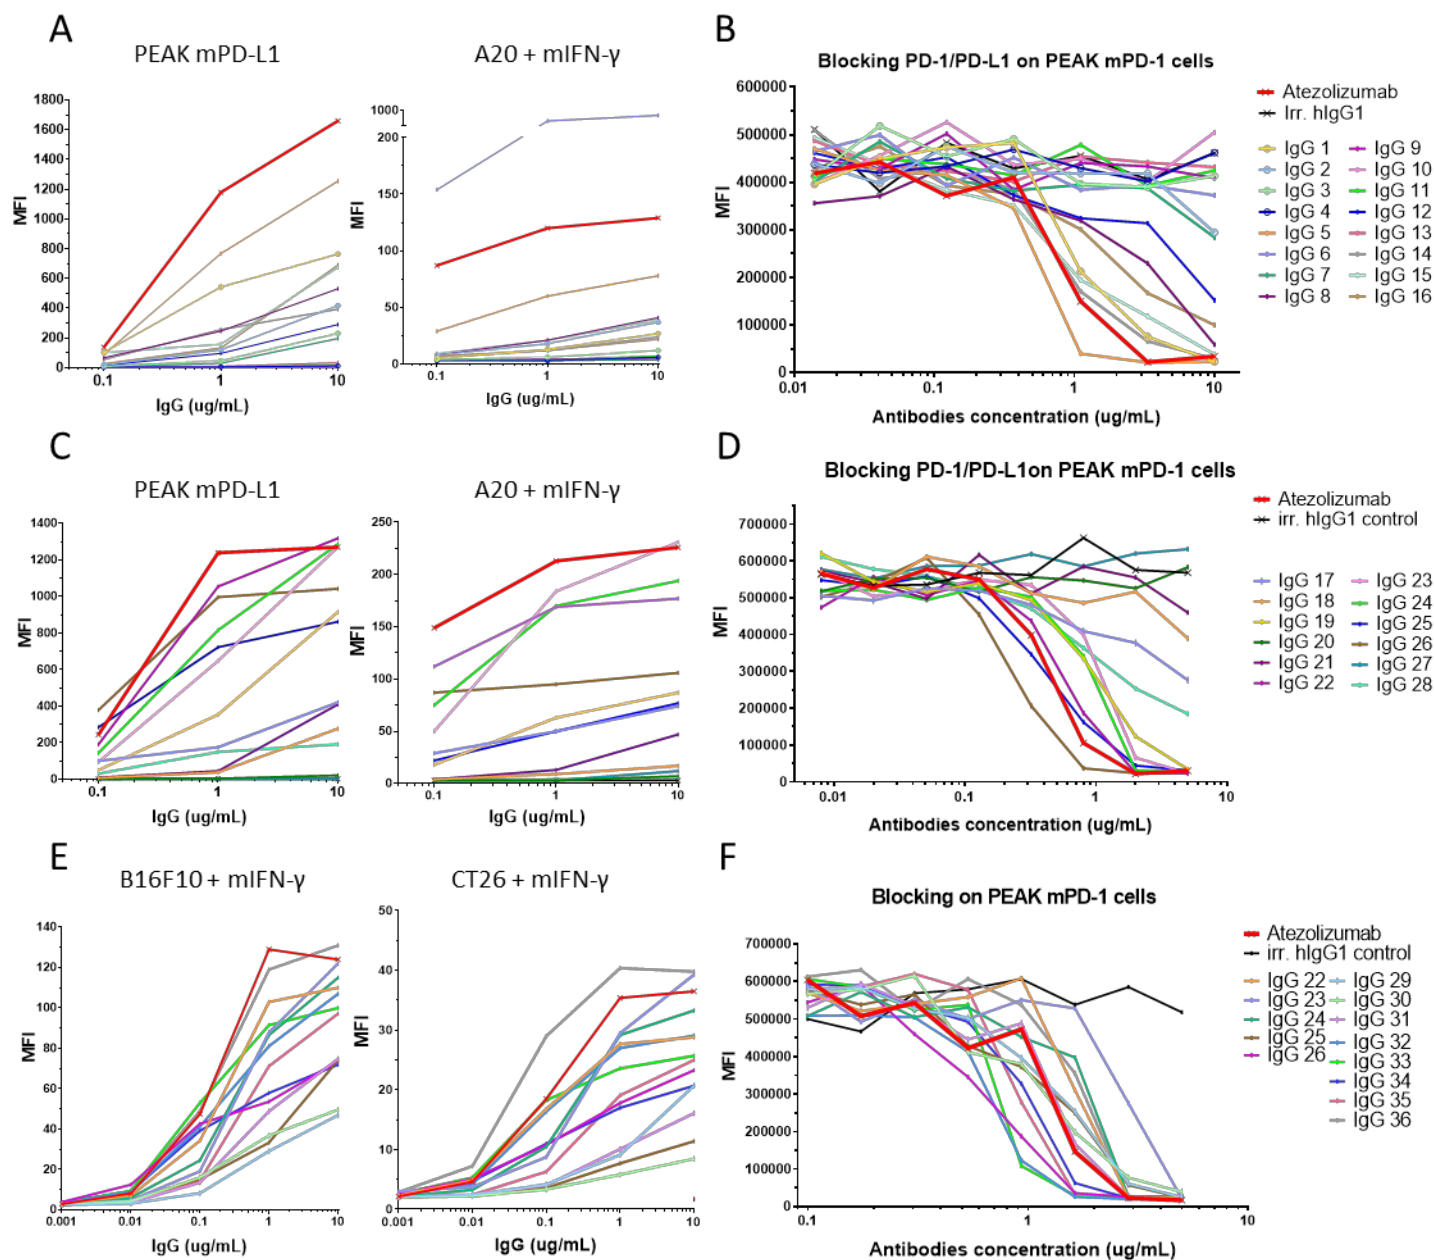 A
PEAK mPD-L1
MFI
1800
1600
1400
1200
1000
800
600
400
200
0
0.1
1
10
IgG (ug/mL)
A20 + mIFN-γ
MFI
1000
200
150
100
50
0
0.1
1
10
IgG (ug/mL)
B
Blocking PD-1/PD-L1 on PEAK mPD-1 cells
MFI
600000
500000
400000
300000
200000
100000
0
0.01
0.1
1
10
Antibodies concentration (ug/mL)
Atezolizumab
Irr. hIgG1
IgG 1
IgG 2
IgG 3
IgG 4
IgG 5
IgG 6
IgG 7
IgG 8
IgG 9
IgG 10
IgG 11
IgG 12
IgG 13
IgG 14
IgG 15
IgG 16
C
PEAK mPD-L1
MFI
1400
1200
1000
800
600
400
200
0
0.1
1
10
IgG (ug/mL)
A20 + mIFN-γ
MFI
250
200
150
100
50
0
0.1
1
10
IgG (ug/mL)
D
Blocking PD-1/PD-L1on PEAK mPD-1 cells
MFI
700000
600000
500000
400000
300000
200000
100000
0
0.01
0.1
1
10
Antibodies concentration (ug/mL)
Atezolizumab
irr. hIgG1 control
IgG 17
IgG 18
IgG 19
IgG 20
IgG 21
IgG 22
IgG 23
IgG 24
IgG 25
IgG 26
IgG 27
IgG 28
E
B16F10 + mIFN-γ
MFI
140
120
100
80
60
40
20
0
0.001
0.01
0.1
1
10
IgG (ug/mL)
CT26 + mIFN-γ
MFI
50
40
30
20
10
0
0.001
0.01
0.1
1
10
IgG (ug/mL)
F
Blocking on PEAK mPD-1 cells
MFI
700000
600000
500000
400000
300000
200000
100000
0
0.1
1
10
Antibodies concentration (ug/mL)
Atezolizumab
irr. hIgG1 control
IgG 22
IgG 23
IgG 24
IgG 25
IgG 26
IgG 29
IgG 30
IgG 31
IgG 32
IgG 33
IgG 34
IgG 35
IgG 36